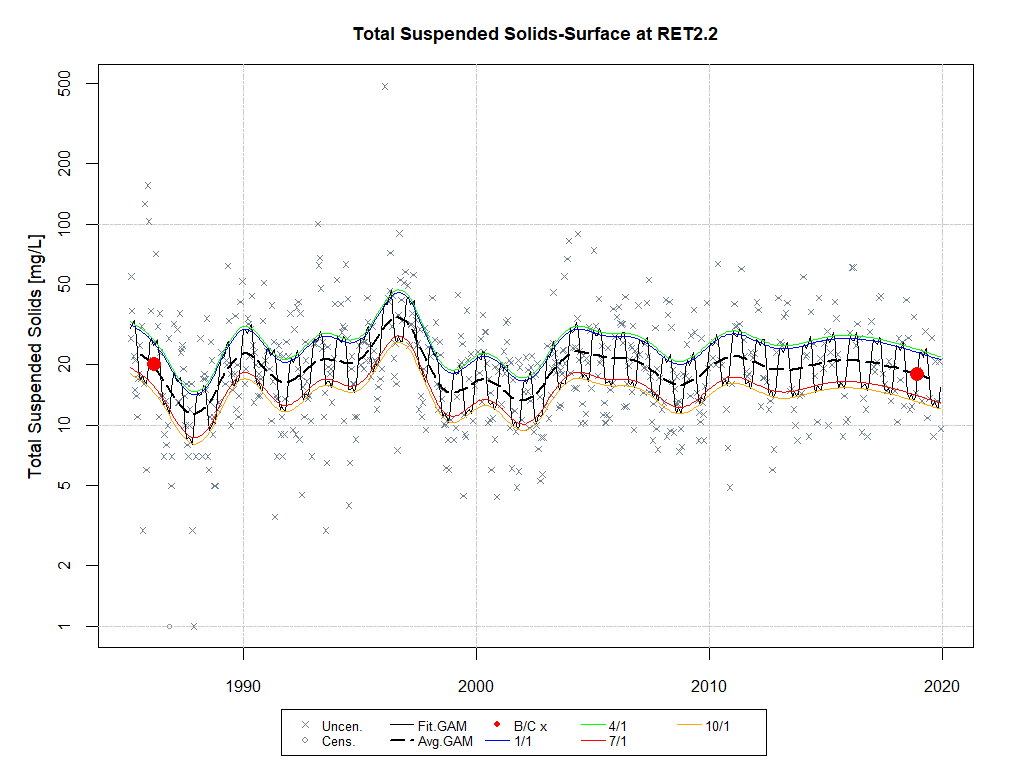 Total Suspended Solids-Surface at RET2.2
Total Suspended Solids [mg/L]
500
200
100
50
20
10
5
2
1
1990 2000 2010 2020
Uncen. Fit.GAM B/C x 4/1 10/1
Cens. Avg.GAM 1/1 7/1